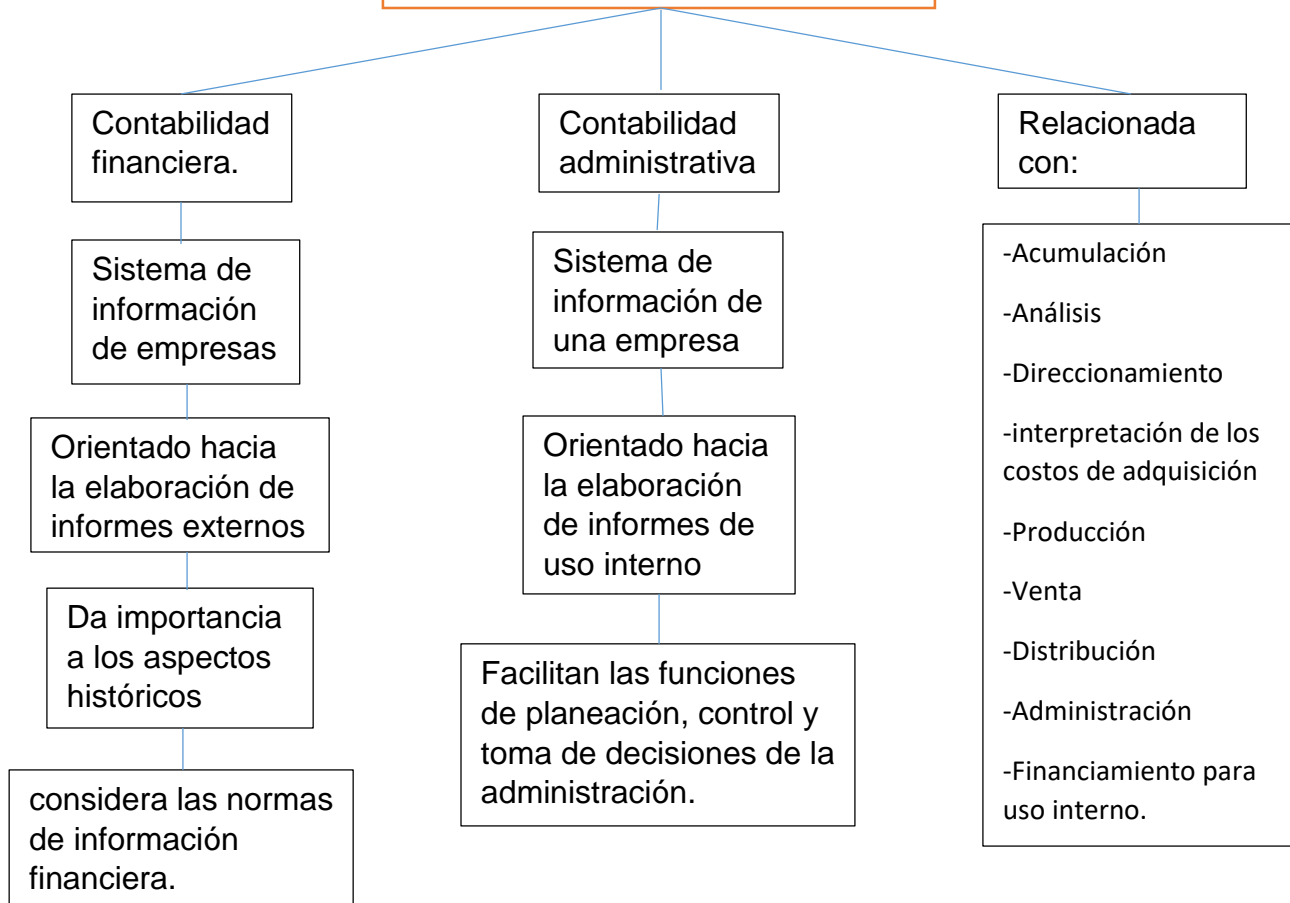 Contabilidad
financiera.
Sistema de
información
de empresas
Orientado hacia
la elaboración de
informes externos
Da importancia
a los aspectos
históricos
considera las normas
de información
financiera.
Contabilidad
administrativa
Sistema de
información de
una empresa
Orientado hacia
la elaboración
de informes de
uso interno
Facilitan las funciones
de planeación, control y
toma de decisiones de la
administración.
Relacionada
con:
-Acumulación
-Análisis
-Direccionamiento
-interpretación de los
costos de adquisición
-Producción
-Venta
-Distribución
-Administración
-Financiamiento para
uso interno.